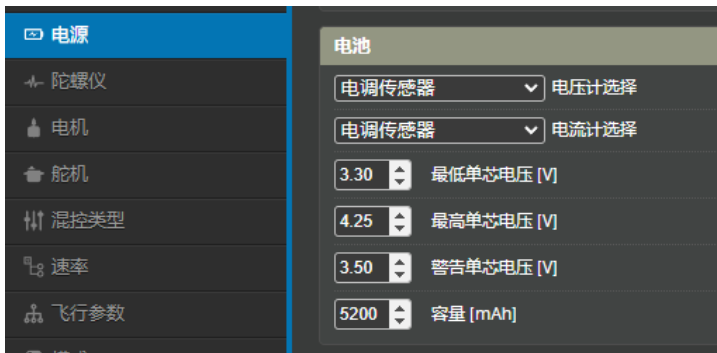 电源
陀螺仪
电机
舵机
混控类型
速率
飞行参数
电池
电调传感器 电压计选择
电调传感器 电流计选择
3.30 最低单芯电压 [V]
4.25 最高单芯电压 [V]
3.50 警告单芯电压 [V]
5200 容量 [mAh]